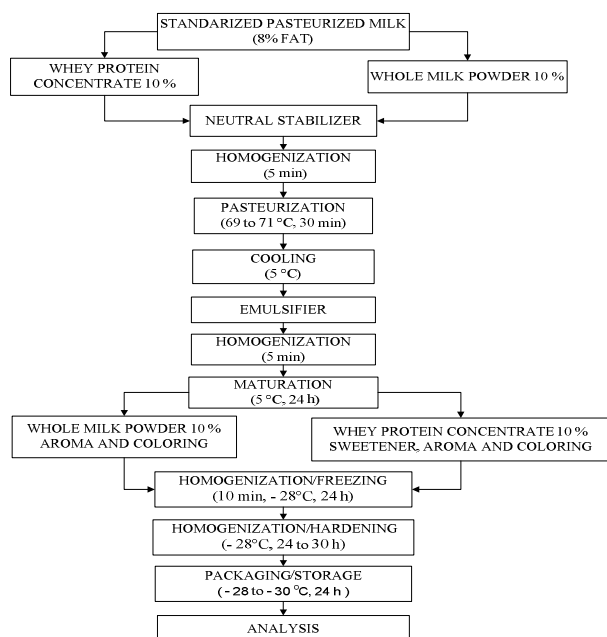 STANDARIZED PASTEURIZED MILK
(8% FAT)
WHEY PROTEIN
CONCENTRATE 10 %
WHOLE MILK POWDER 10 %
NEUTRAL STABILIZER
HOMOGENIZATION
(5 min)
PASTEURIZATION
(69 to 71 °C, 30 min)
COOLING
(5 °C)
EMULSIFIER
HOMOGENIZATION
(5 min)
MATURATION
(5 °C, 24 h)
WHOLE MILK POWDER 10 %
AROMA AND COLORING
WHEY PROTEIN CONCENTRATE 10 %
SWEETENER, AROMA AND COLORING
HOMOGENIZATION/FREEZING
(10 min, - 28°C, 24 h)
HOMOGENIZATION/HARDENING
(- 28°C, 24 to 30 h)
PACKAGING/STORAGE
( - 28 to - 30 °C, 24 h )
ANALYSIS